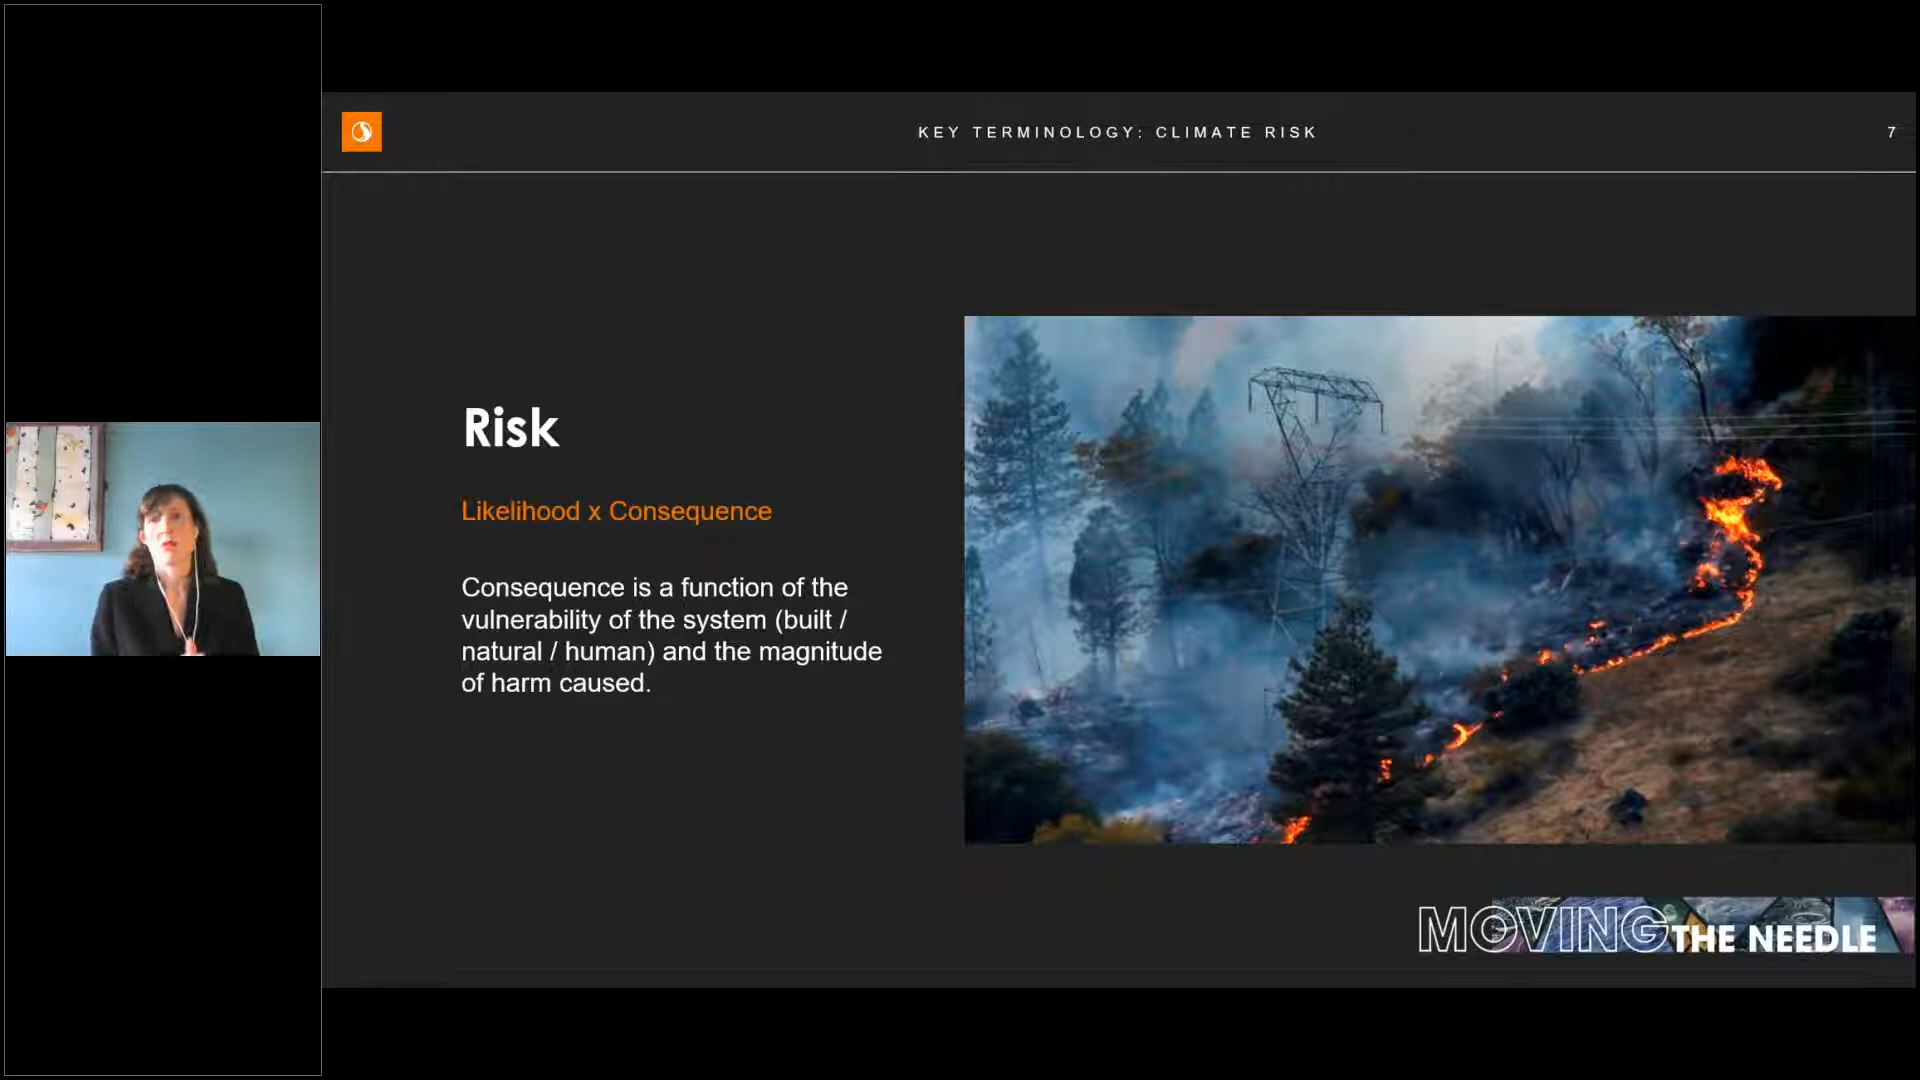 KEY TERMINOLOGY: CLIMATE RISK
7
Risk
Likelihood x Consequence
Consequence is a function of the
vulnerability of the system (built /
natural / human) and the magnitude
of harm caused.
MOVING THE NEEDLE